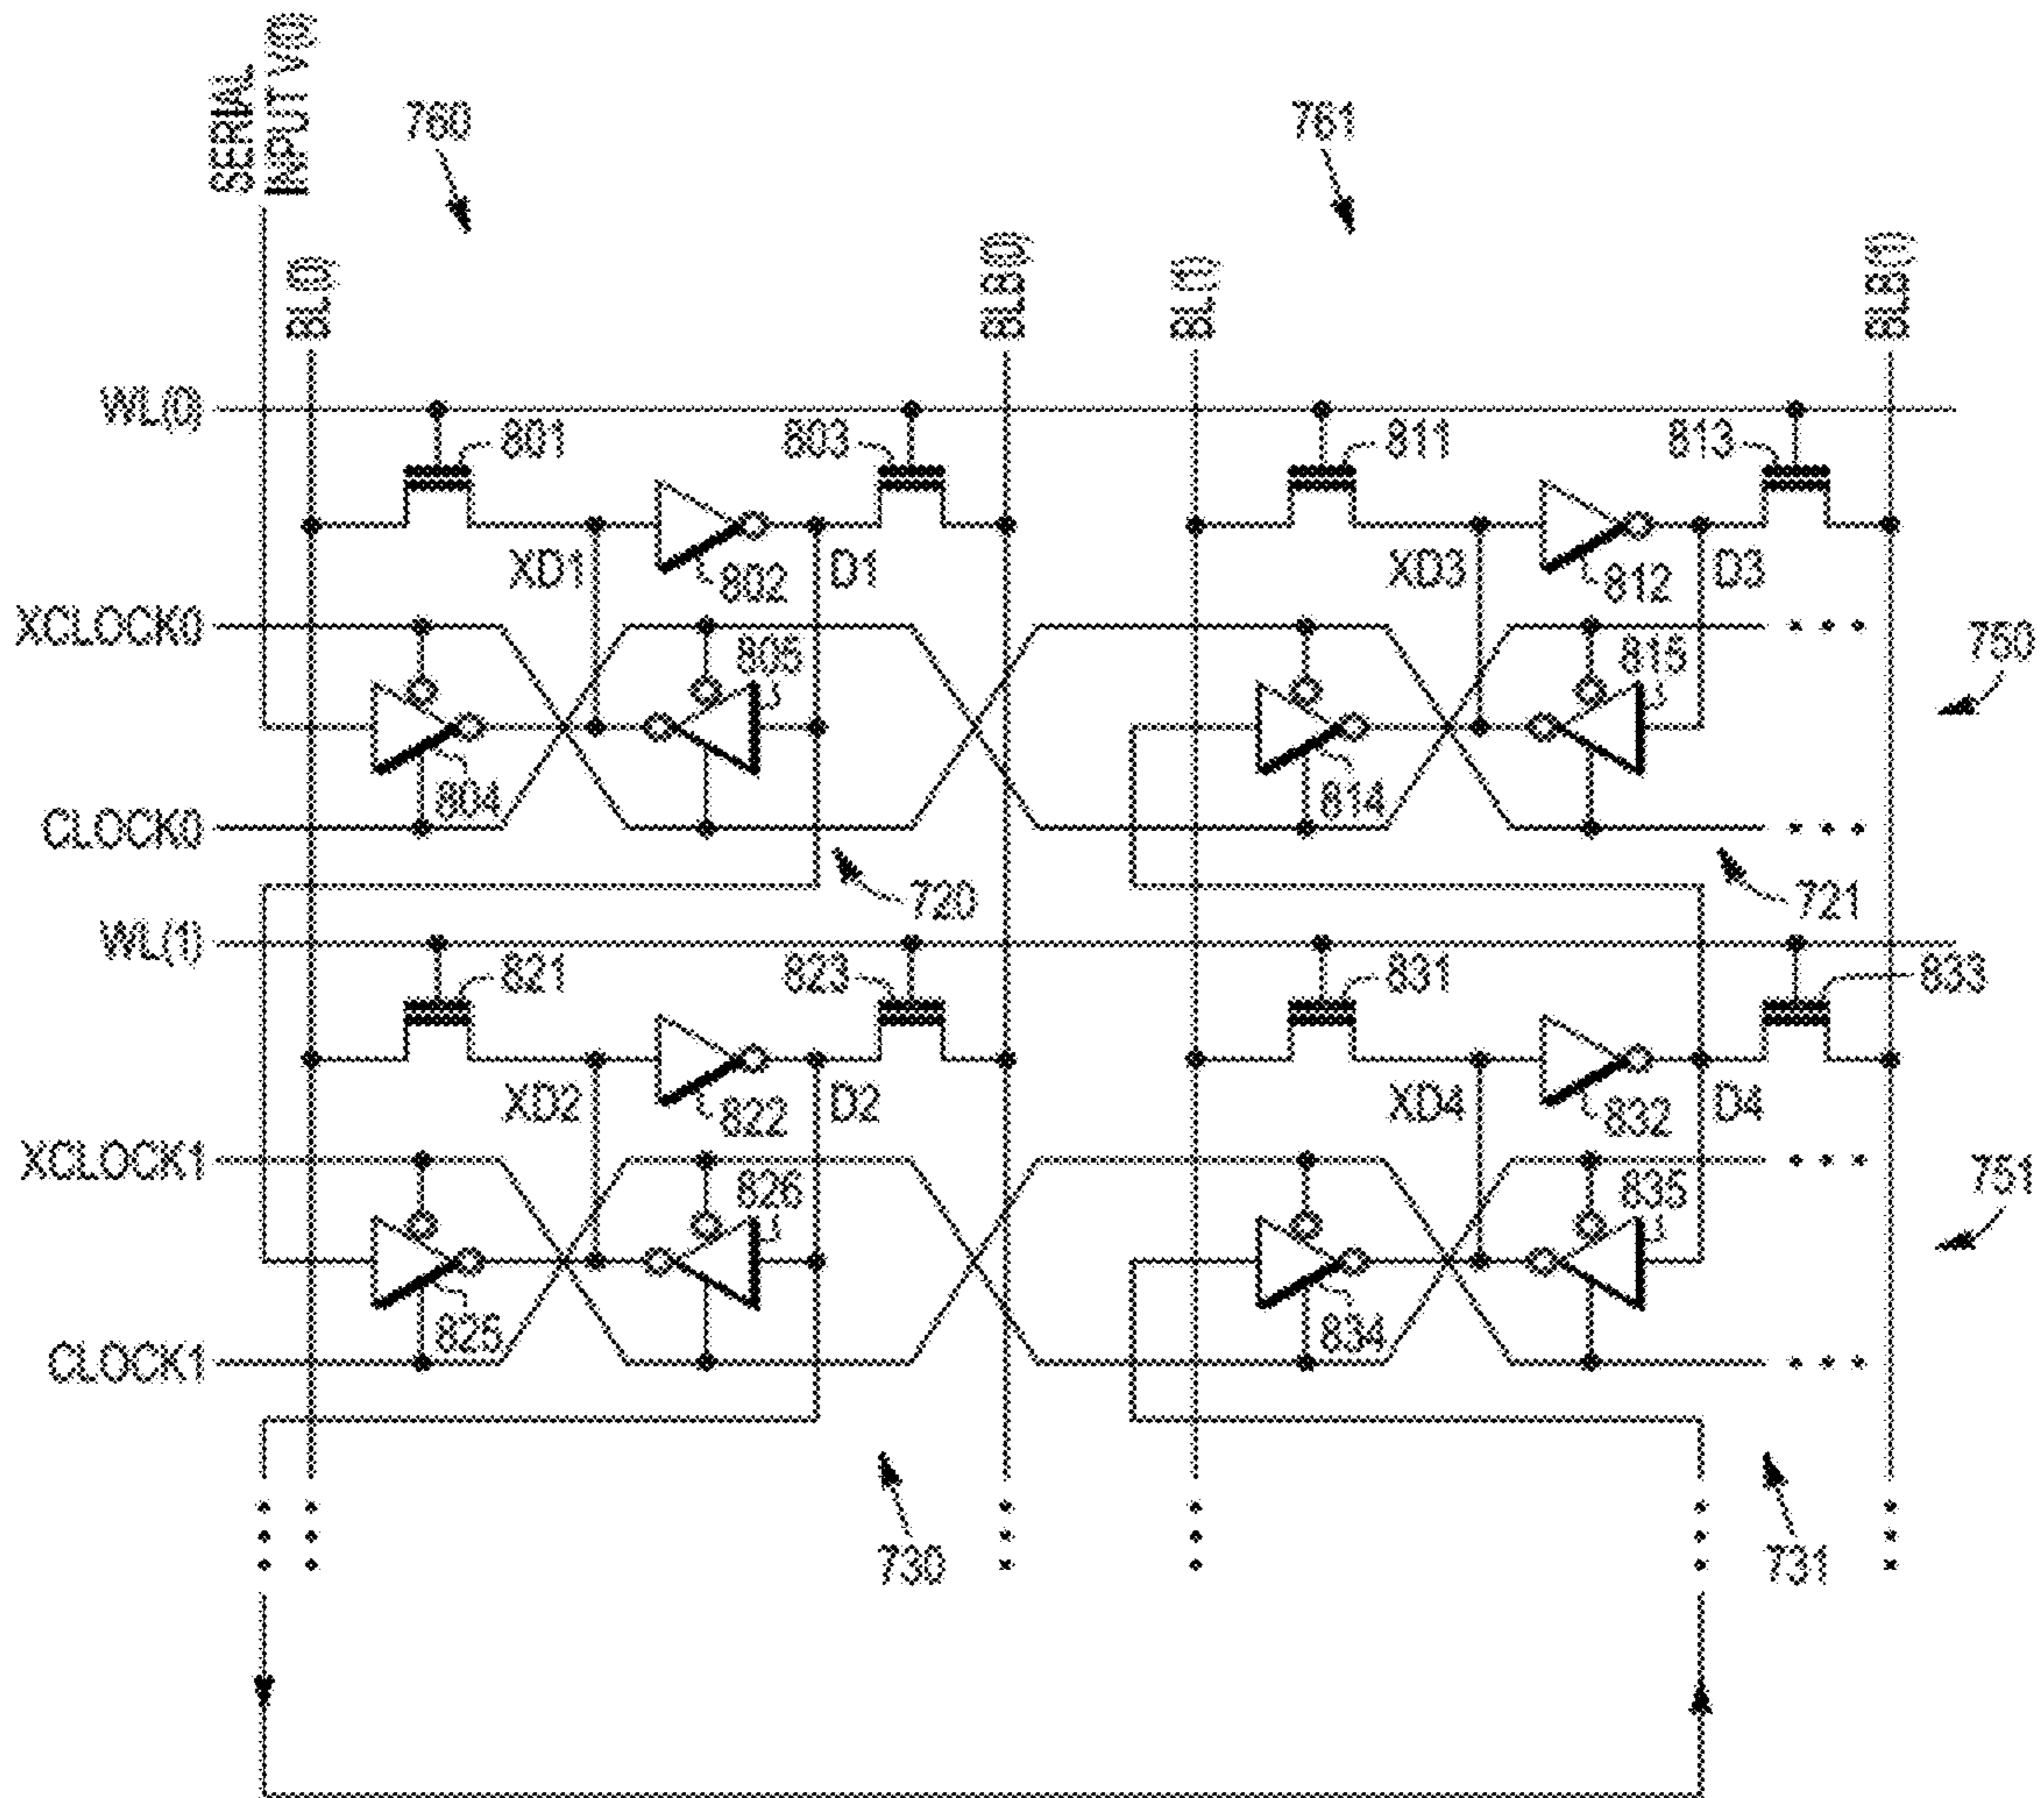 SERIAL
INPUT V(0)
760
761
BL(0)
BLB(0)
BL(1)
BLB(1)
WL(0)
801
803
811
813
XD1
802
D1
XD3
812
D3
XCLOCK0
805
815
750
804
814
CLOCK0
720
721
WL(1)
821
823
831
833
XD2
822
D2
XD4
832
D4
XCLOCK1
826
835
751
825
834
CLOCK1
730
731